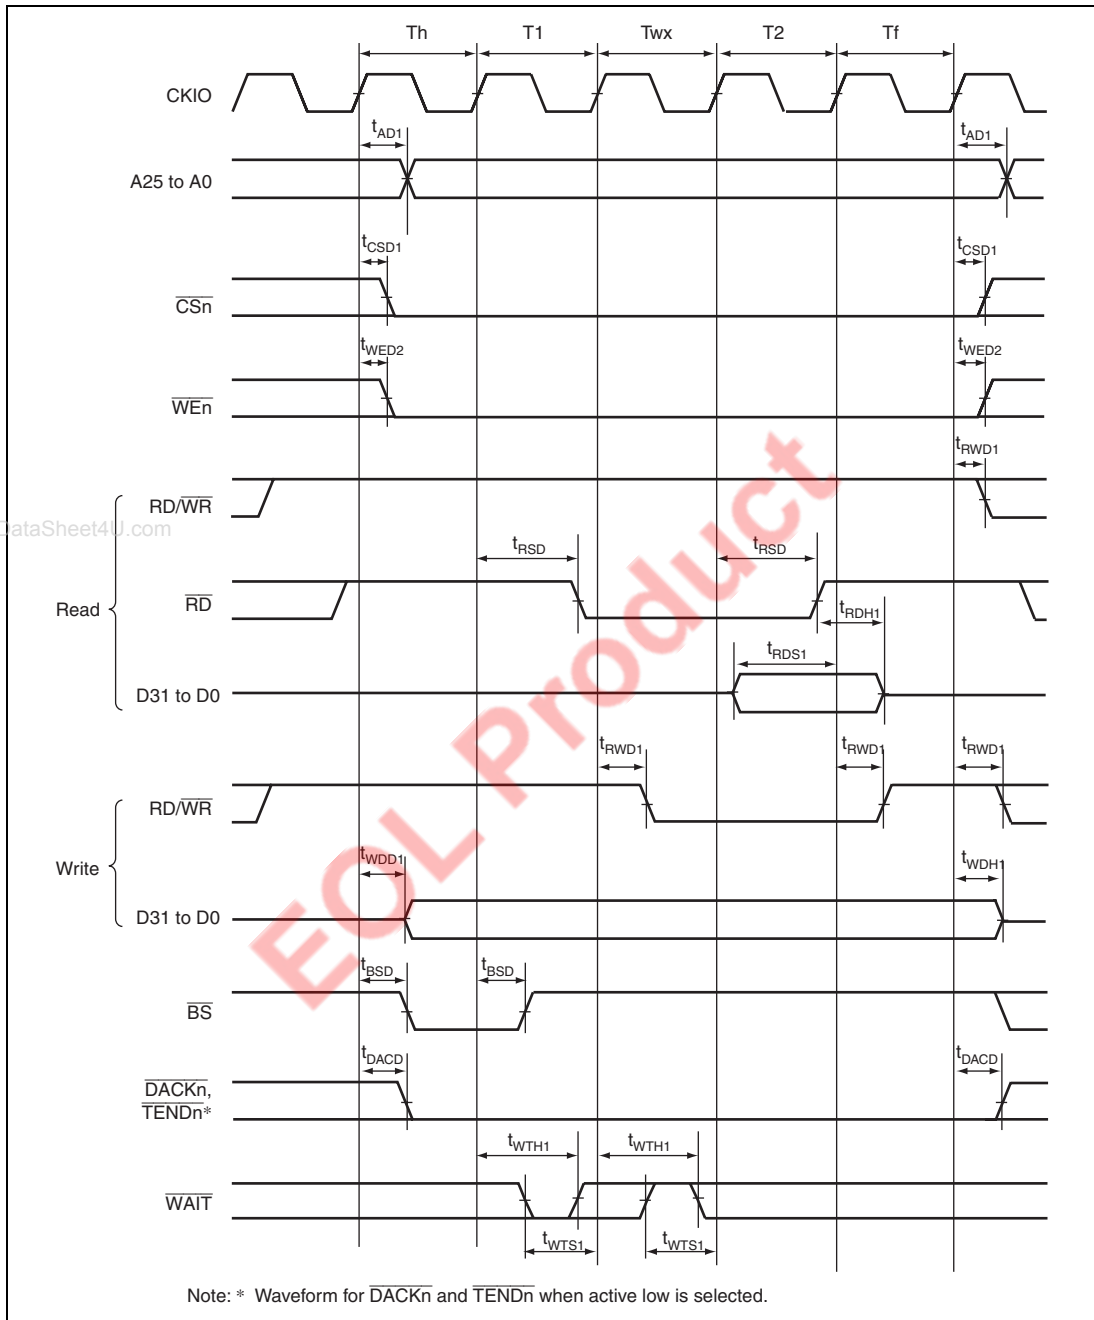 Th T1 Twx T2 Tf
CKIO
tAD1 tAD1
A25 to A0
tCSD1 tCSD1
CSn
tWED2 tWED2
WEn
tRWD1
RD/WR
DataSheet4U.com
tRSD tRSD
Read
RD
tRDH1
tRDS1
D31 to D0
tRWD1 tRWD1 tRWD1
RD/WR
Write
tWDD1 tWDH1
D31 to D0
tBSD tBSD
BS
tDACD tDACD
DACKn,
TENDn*
tWTH1 tWTH1
WAIT
tWTS1 tWTS1
Note: * Waveform for DACKn and TENDn when active low is selected.
EOL Product